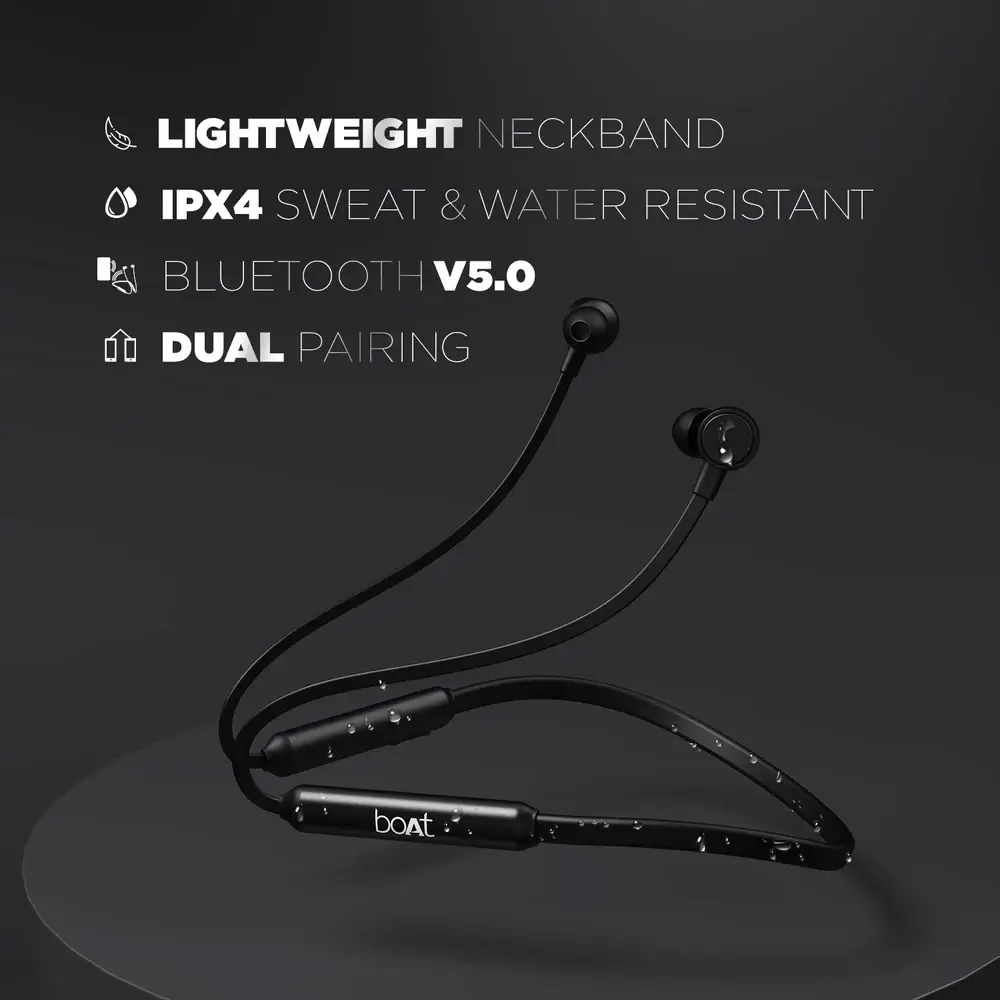 LIGHTWEIGHT NECKBAND
IPX4 SWEAT & WATER RESISTANT
BLUETOOTH V5.0
DUAL PAIRING
boAt